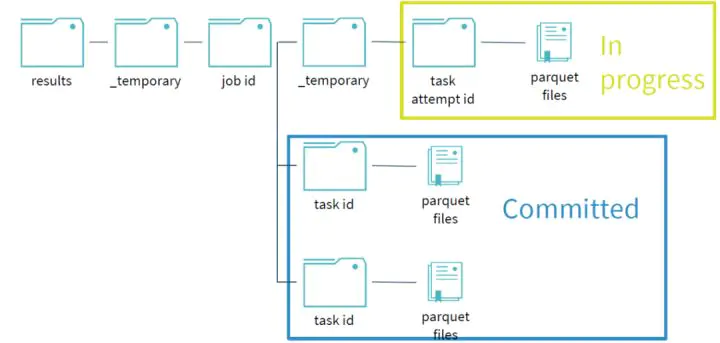 results
_temporary
job id
_temporary
task
attempt id
parquet
files
In
progress
task id
parquet
files
Committed
task id
parquet
files